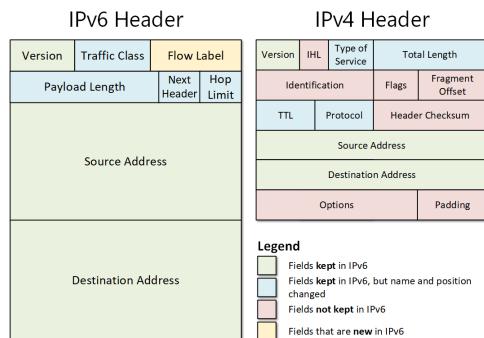 IPv6 Header
Version Traffic Class Flow Label
Payload Length Next Header Hop Limit
Source Address
Destination Address
IPv4 Header
Version IHL Type of Service Total Length
Identification Flags Fragment Offset
TTL Protocol Header Checksum
Source Address
Destination Address
Options Padding
Legend
Fields kept in IPv6
Fields kept in IPv6, but name and position
changed
Fields not kept in IPv6
Fields that are new in IPv6